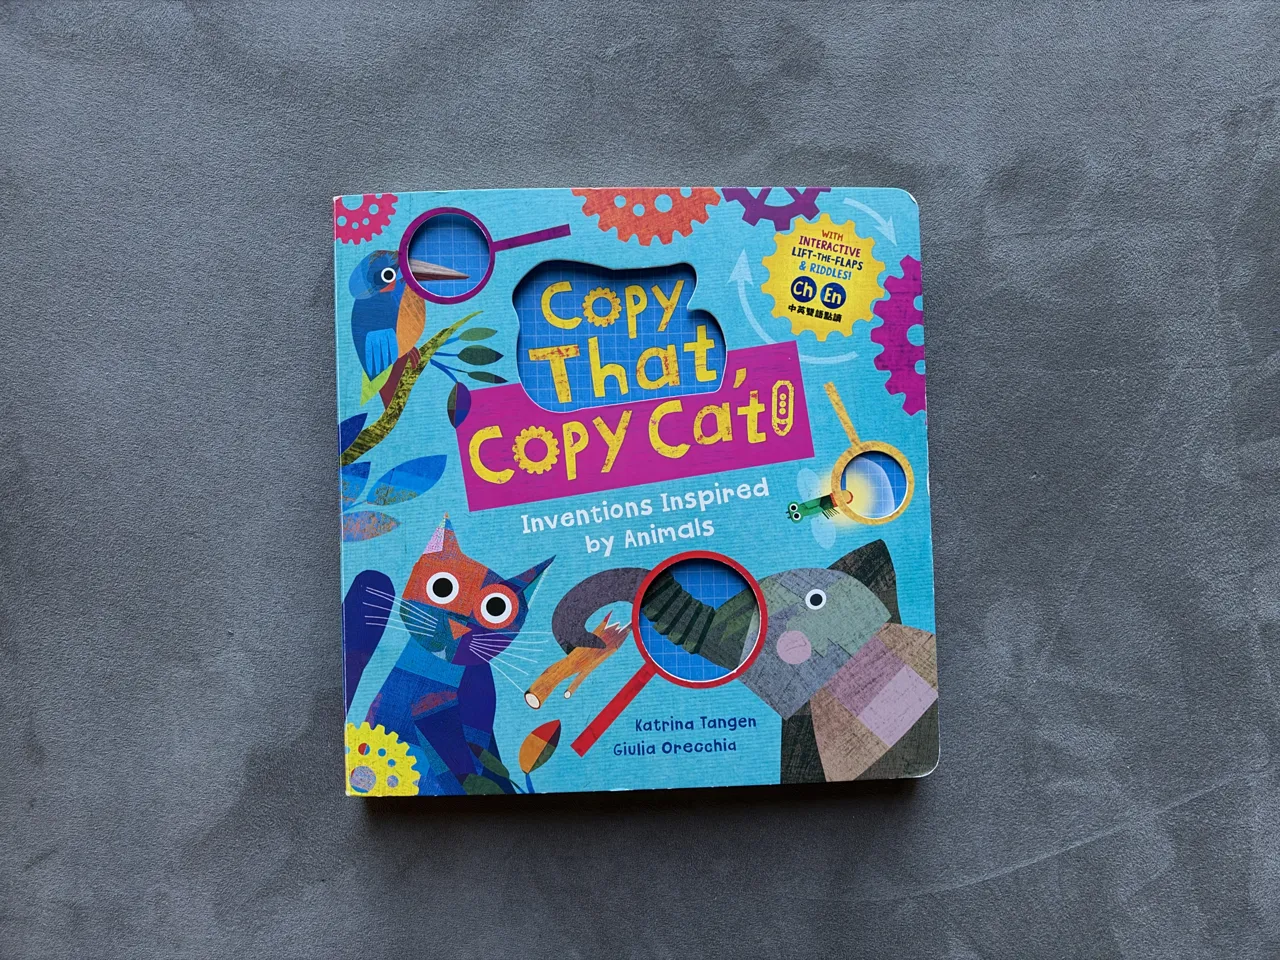 Copy
That,
Copy Cat!
Inventions Inspired
by Animals
WITH
INTERACTIVE
LIFT-THE-FLAPS
& RIDDLES!
Ch En
中英雙語點讀
Katrina Tangen
Giulia Orecchia